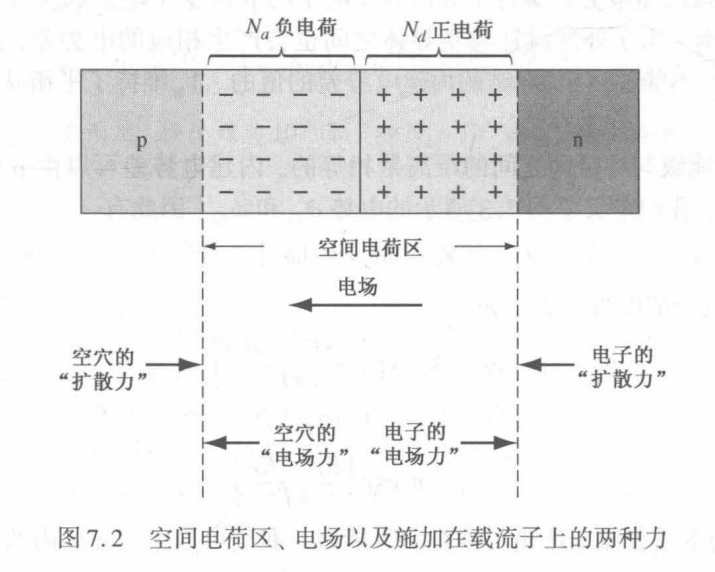 N_a 负电荷 N_d 正电荷
− − − − + + + +
p − − − − + + + + n
− − − − + + + +
− − − − + + + +
空间电荷区
电场
空穴的
“扩散力”
电子的
“扩散力”
空穴的
“电场力”
电子的
“电场力”
图 7.2 空间电荷区、电场以及施加在载流子上的两种力